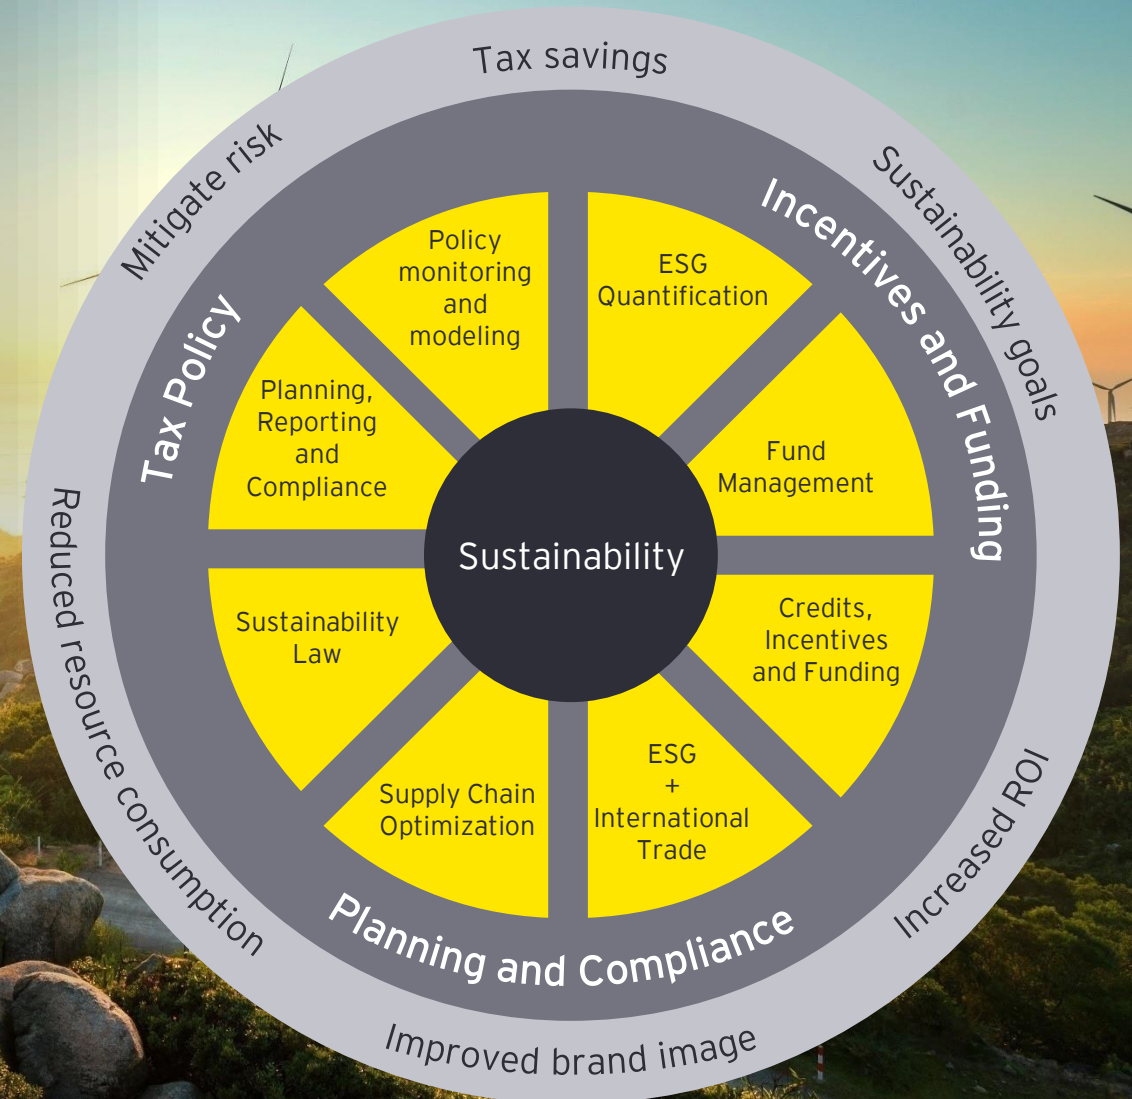 Tax savings
Sustainability goals
Increased ROI
Improved brand image
Reduced resource consumption
Mitigate risk
Tax Policy
Incentives and Funding
Planning and Compliance
Policy
monitoring
and
modeling
ESG
Quantification
Fund
Management
Credits,
Incentives
and Funding
ESG
+
International
Trade
Supply Chain
Optimization
Sustainability
Law
Planning,
Reporting
and
Compliance
Sustainability